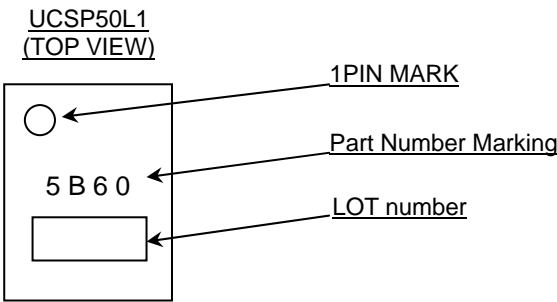 UCSP50L1
(TOP VIEW)
1PIN MARK
Part Number Marking
5 B 6 0
LOT number